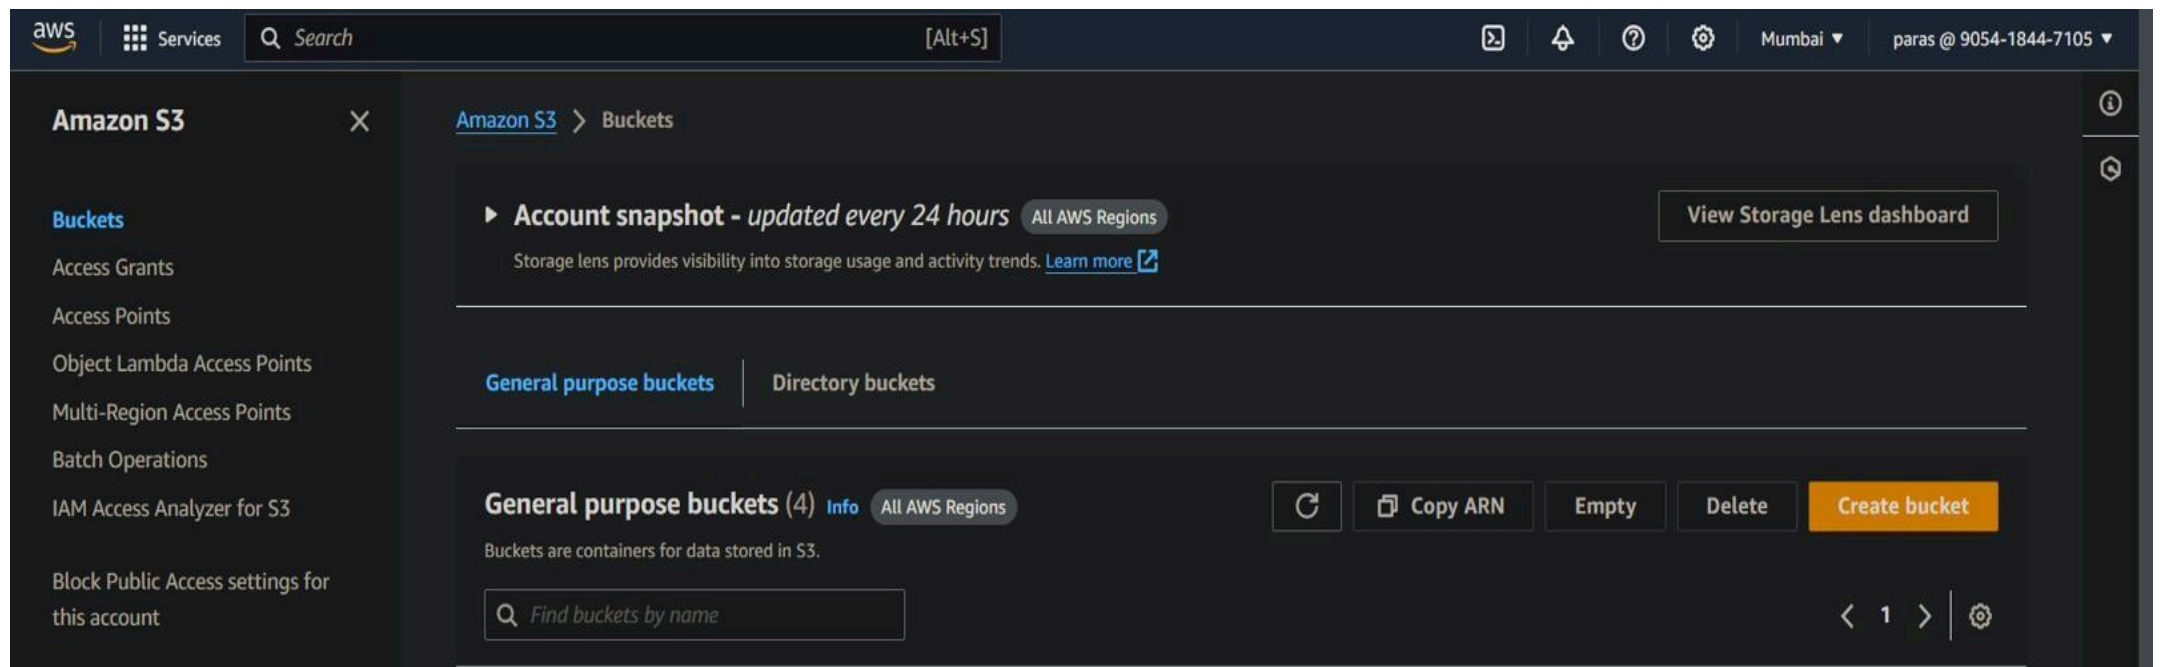 aws Services Search [Alt+S] Mumbai ▼ paras @ 9054-1844-7105 ▼
Amazon S3
Buckets
Access Grants
Access Points
Object Lambda Access Points
Multi-Region Access Points
Batch Operations
IAM Access Analyzer for S3
Block Public Access settings for
this account
Amazon S3 > Buckets
Account snapshot - updated every 24 hours All AWS Regions
View Storage Lens dashboard
Storage lens provides visibility into storage usage and activity trends. Learn more
General purpose buckets Directory buckets
General purpose buckets (4) Info All AWS Regions
Copy ARN Empty Delete Create bucket
Buckets are containers for data stored in S3.
Find buckets by name
< 1 >